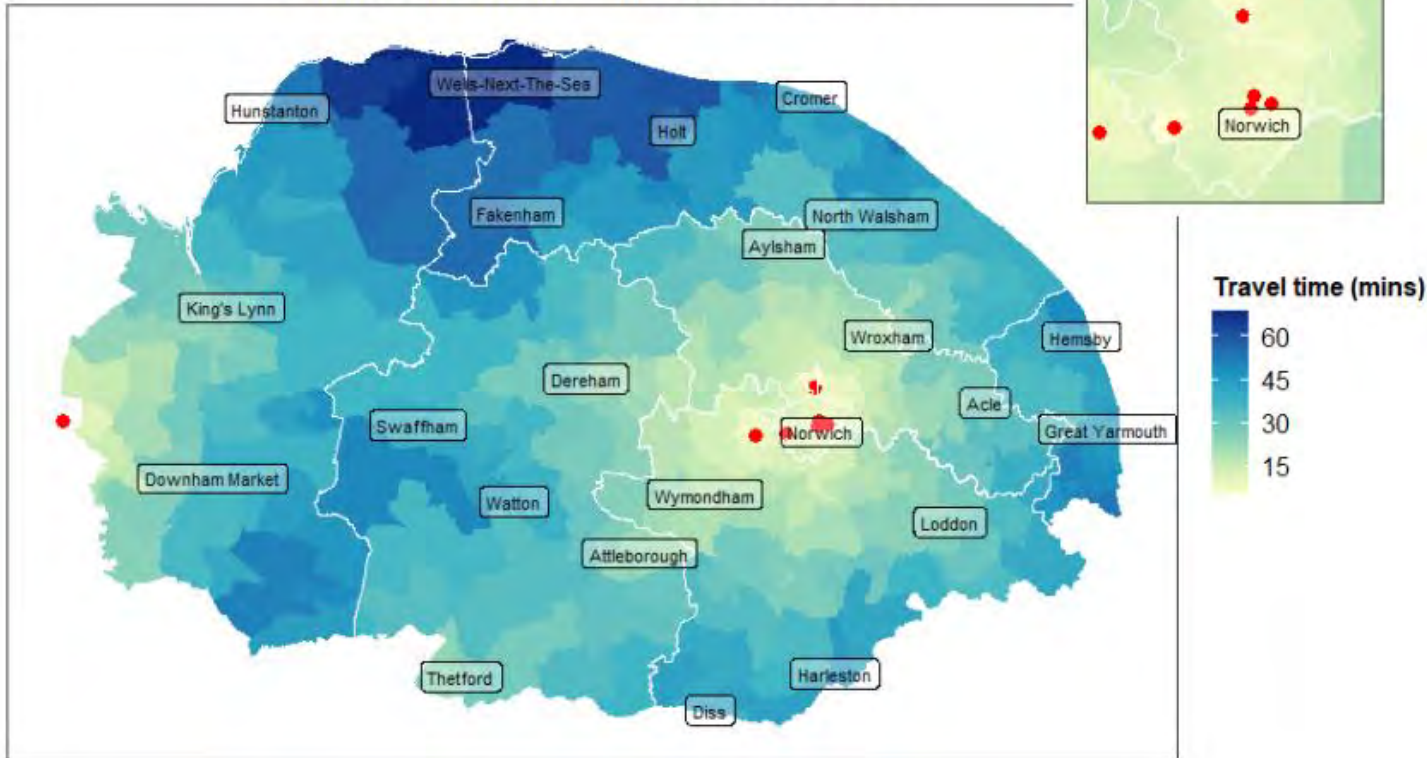 Wells-Next-The-Sea
Hunstanton
Cromer
Holt
Fakenham
North Walsham
Aylsham
King's Lynn
Wroxham
Hemsby
Dereham
Acle
Swaffham
Norwich
Great Yarmouth
Downham Market
Wymondham
Watton
Loddon
Attleborough
Thetford
Harleston
Diss
Norwich
Travel time (mins)
60
45
30
15